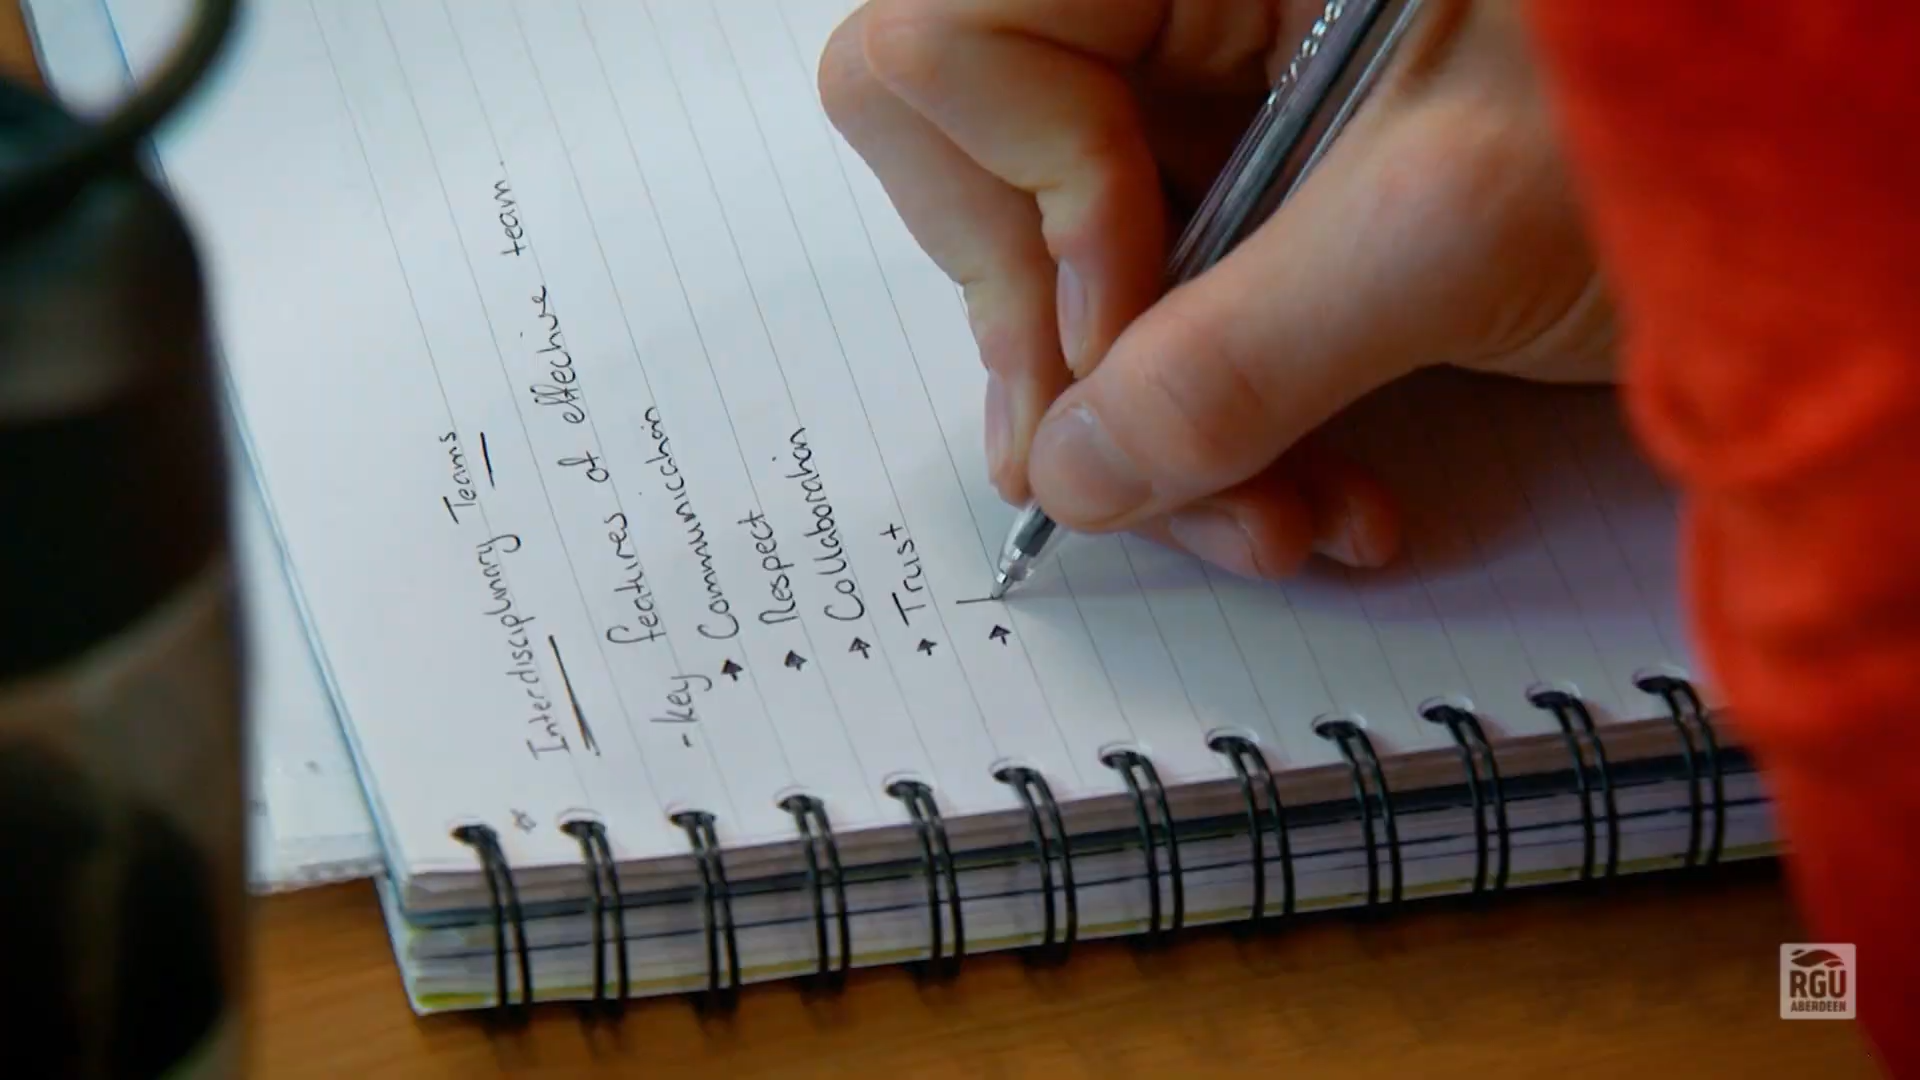 Interdisciplinary Teams
- key features of effective team.
→ Communication
→ Respect
→ Collaboration
→ Trust
→
RGU
ABERDEEN